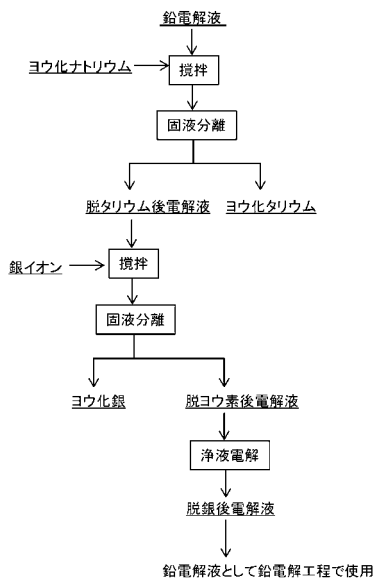 鉛電解液
ヨウ化ナトリウム
撹拌
固液分離
脱タリウム後電解液 ヨウ化タリウム
銀イオン
撹拌
固液分離
ヨウ化銀 脱ヨウ素後電解液
浄液電解
脱銀後電解液
鉛電解液として鉛電解工程で使用